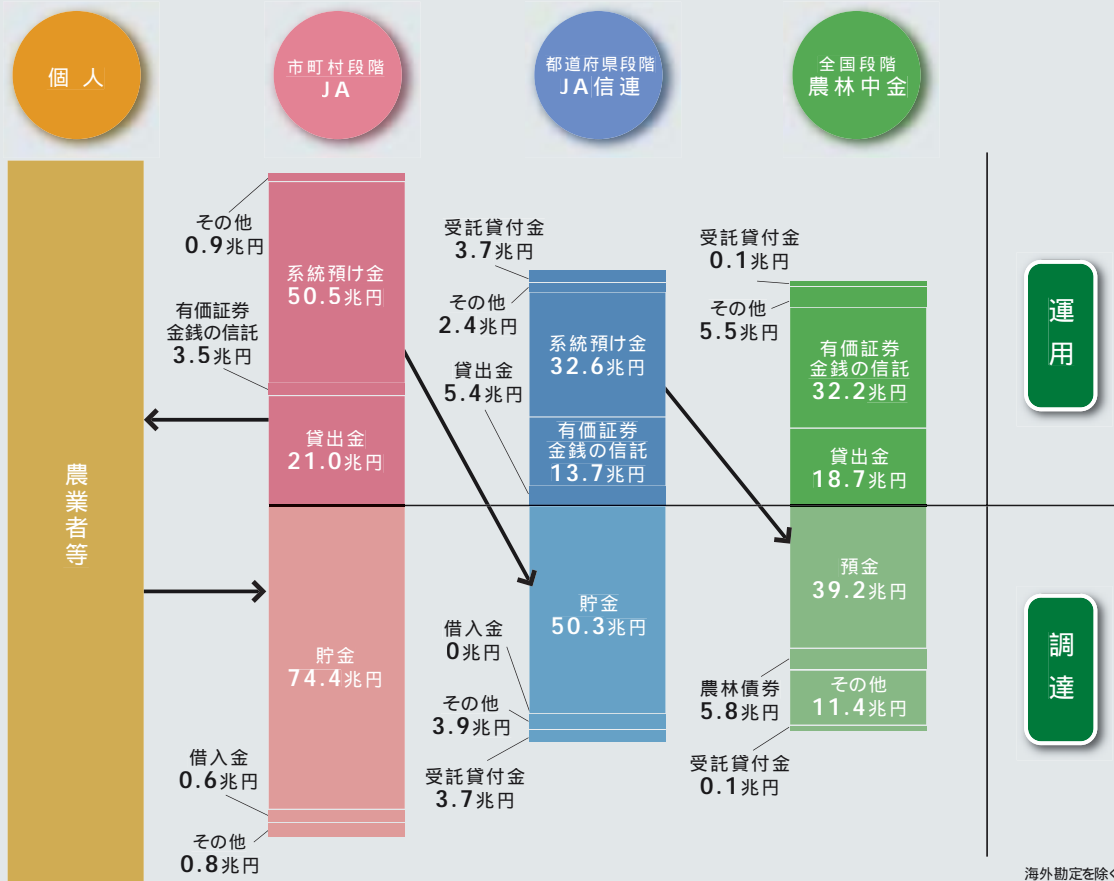 個人
市町村段階
JA
都道府県段階
JA信連
全国段階
農林中金
農業者等
その他
0.9兆円
系統預け金
50.5兆円
有価証券
金銭の信託
3.5兆円
貸出金
21.0兆円
貯金
74.4兆円
借入金
0.6兆円
その他
0.8兆円
受託貸付金
3.7兆円
その他
2.4兆円
系統預け金
32.6兆円
貸出金
5.4兆円
有価証券
金銭の信託
13.7兆円
貯金
50.3兆円
借入金
0兆円
その他
3.9兆円
受託貸付金
3.7兆円
受託貸付金
0.1兆円
その他
5.5兆円
有価証券
金銭の信託
32.2兆円
貸出金
18.7兆円
預金
39.2兆円
農林債券
5.8兆円
その他
11.4兆円
受託貸付金
0.1兆円
運用
調達
海外勘定を除く